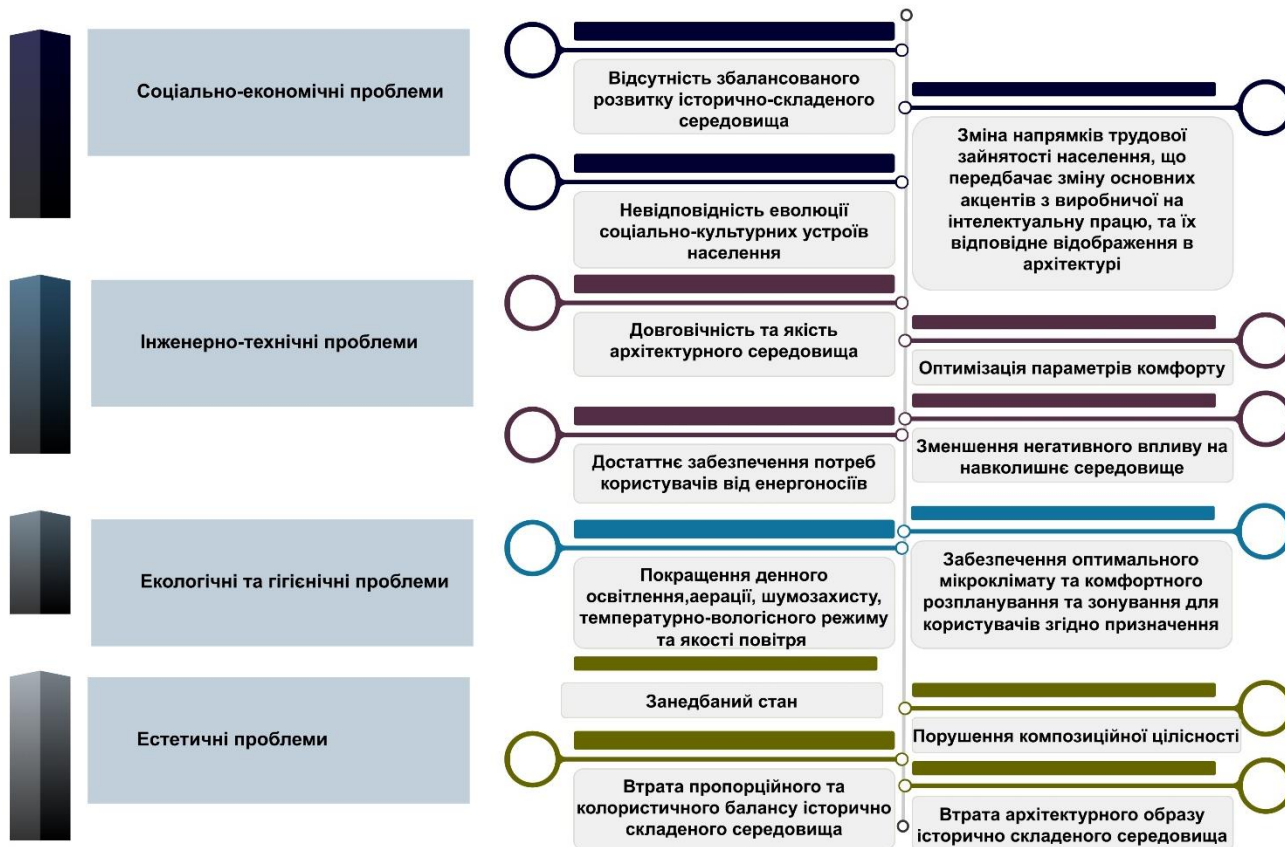 Соціально-економічні проблеми
Відсутність збалансованого
розвитку історично-складеного
середовища
Зміна напрямків трудової
зайнятості населення, що
передбачає зміну основних
акцентів з виробничої на
інтелектуальну працю, та їх
відповідне відображення в
архітектурі
Невідповідність еволюції
соціально-культурних устроїв
населення
Інженерно-технічні проблеми
Довговічність та якість
архітектурного середовища
Оптимізація параметрів комфорту
Достаттнє забезпечення потреб
користувачів від енергоносіїв
Зменшення негативного впливу на
навколишнє середовище
Екологічні та гігієнічні проблеми
Покращення денного
освітлення,аерації, шумозахисту,
температурно-вологісного режиму
та якості повітря
Забезпечення оптимального
мікроклімату та комфортного
розпланування та зонування для
користувачів згідно призначення
Естетичні проблеми
Занедбаний стан
Порушення композиційної цілісності
Втрата пропорційного та
колористичного балансу історично
складеного середовища
Втрата архітектурного образу
історично складеного середовища